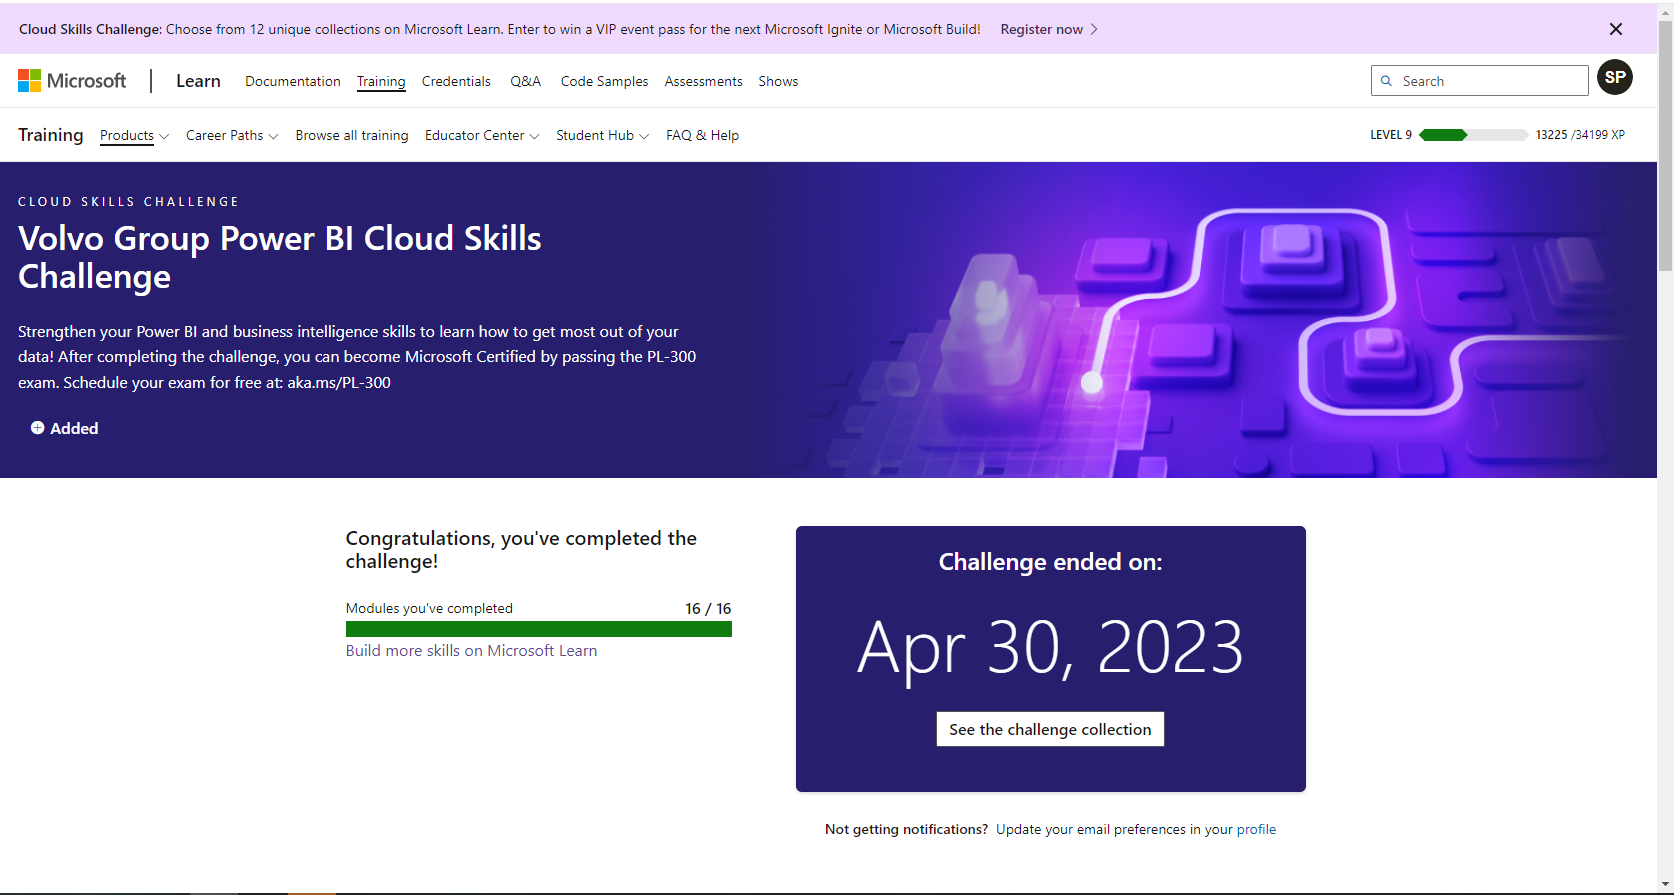 Cloud Skills Challenge: Choose from 12 unique collections on Microsoft Learn. Enter to win a VIP event pass for the next Microsoft Ignite or Microsoft Build! Register now
Microsoft Learn Documentation Training Credentials Q&A Code Samples Assessments Shows Search SP
Training Products Career Paths Browse all training Educator Center Student Hub FAQ & Help LEVEL 9 13225 /34199 XP
CLOUD SKILLS CHALLENGE
Volvo Group Power BI Cloud Skills
Challenge
Strengthen your Power BI and business intelligence skills to learn how to get most out of your
data! After completing the challenge, you can become Microsoft Certified by passing the PL-300
exam. Schedule your exam for free at: aka.ms/PL-300
Added
Congratulations, you've completed the
challenge!
Modules you've completed 16 / 16
Build more skills on Microsoft Learn
Challenge ended on:
Apr 30, 2023
See the challenge collection
Not getting notifications? Update your email preferences in your profile